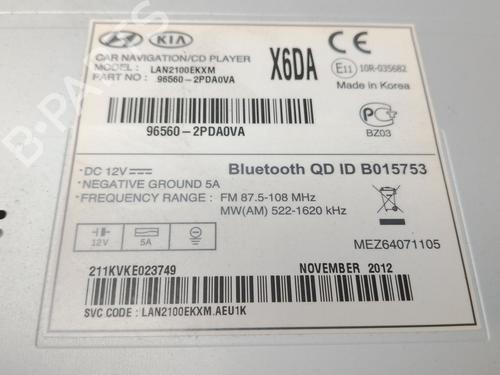 KIA
CAR NAVIGATION/CD PLAYER
MODEL : LAN2100EKXM
PART NO : 96560-2PDA0VA
X6DA
CE
E11 10R-035682
Made in Korea
96560-2PDA0VA
PC
BZ03
DC 12V
NEGATIVE GROUND 5A
FREQUENCY RANGE : FM 87.5-108 MHz
MW(AM) 522-1620 kHz
Bluetooth QD ID B015753
12V
5A
MEZ64071105
211KVKE023749
NOVEMBER 2012
SVC CODE : LAN2100EKXM.AEU1K
B-PARTS